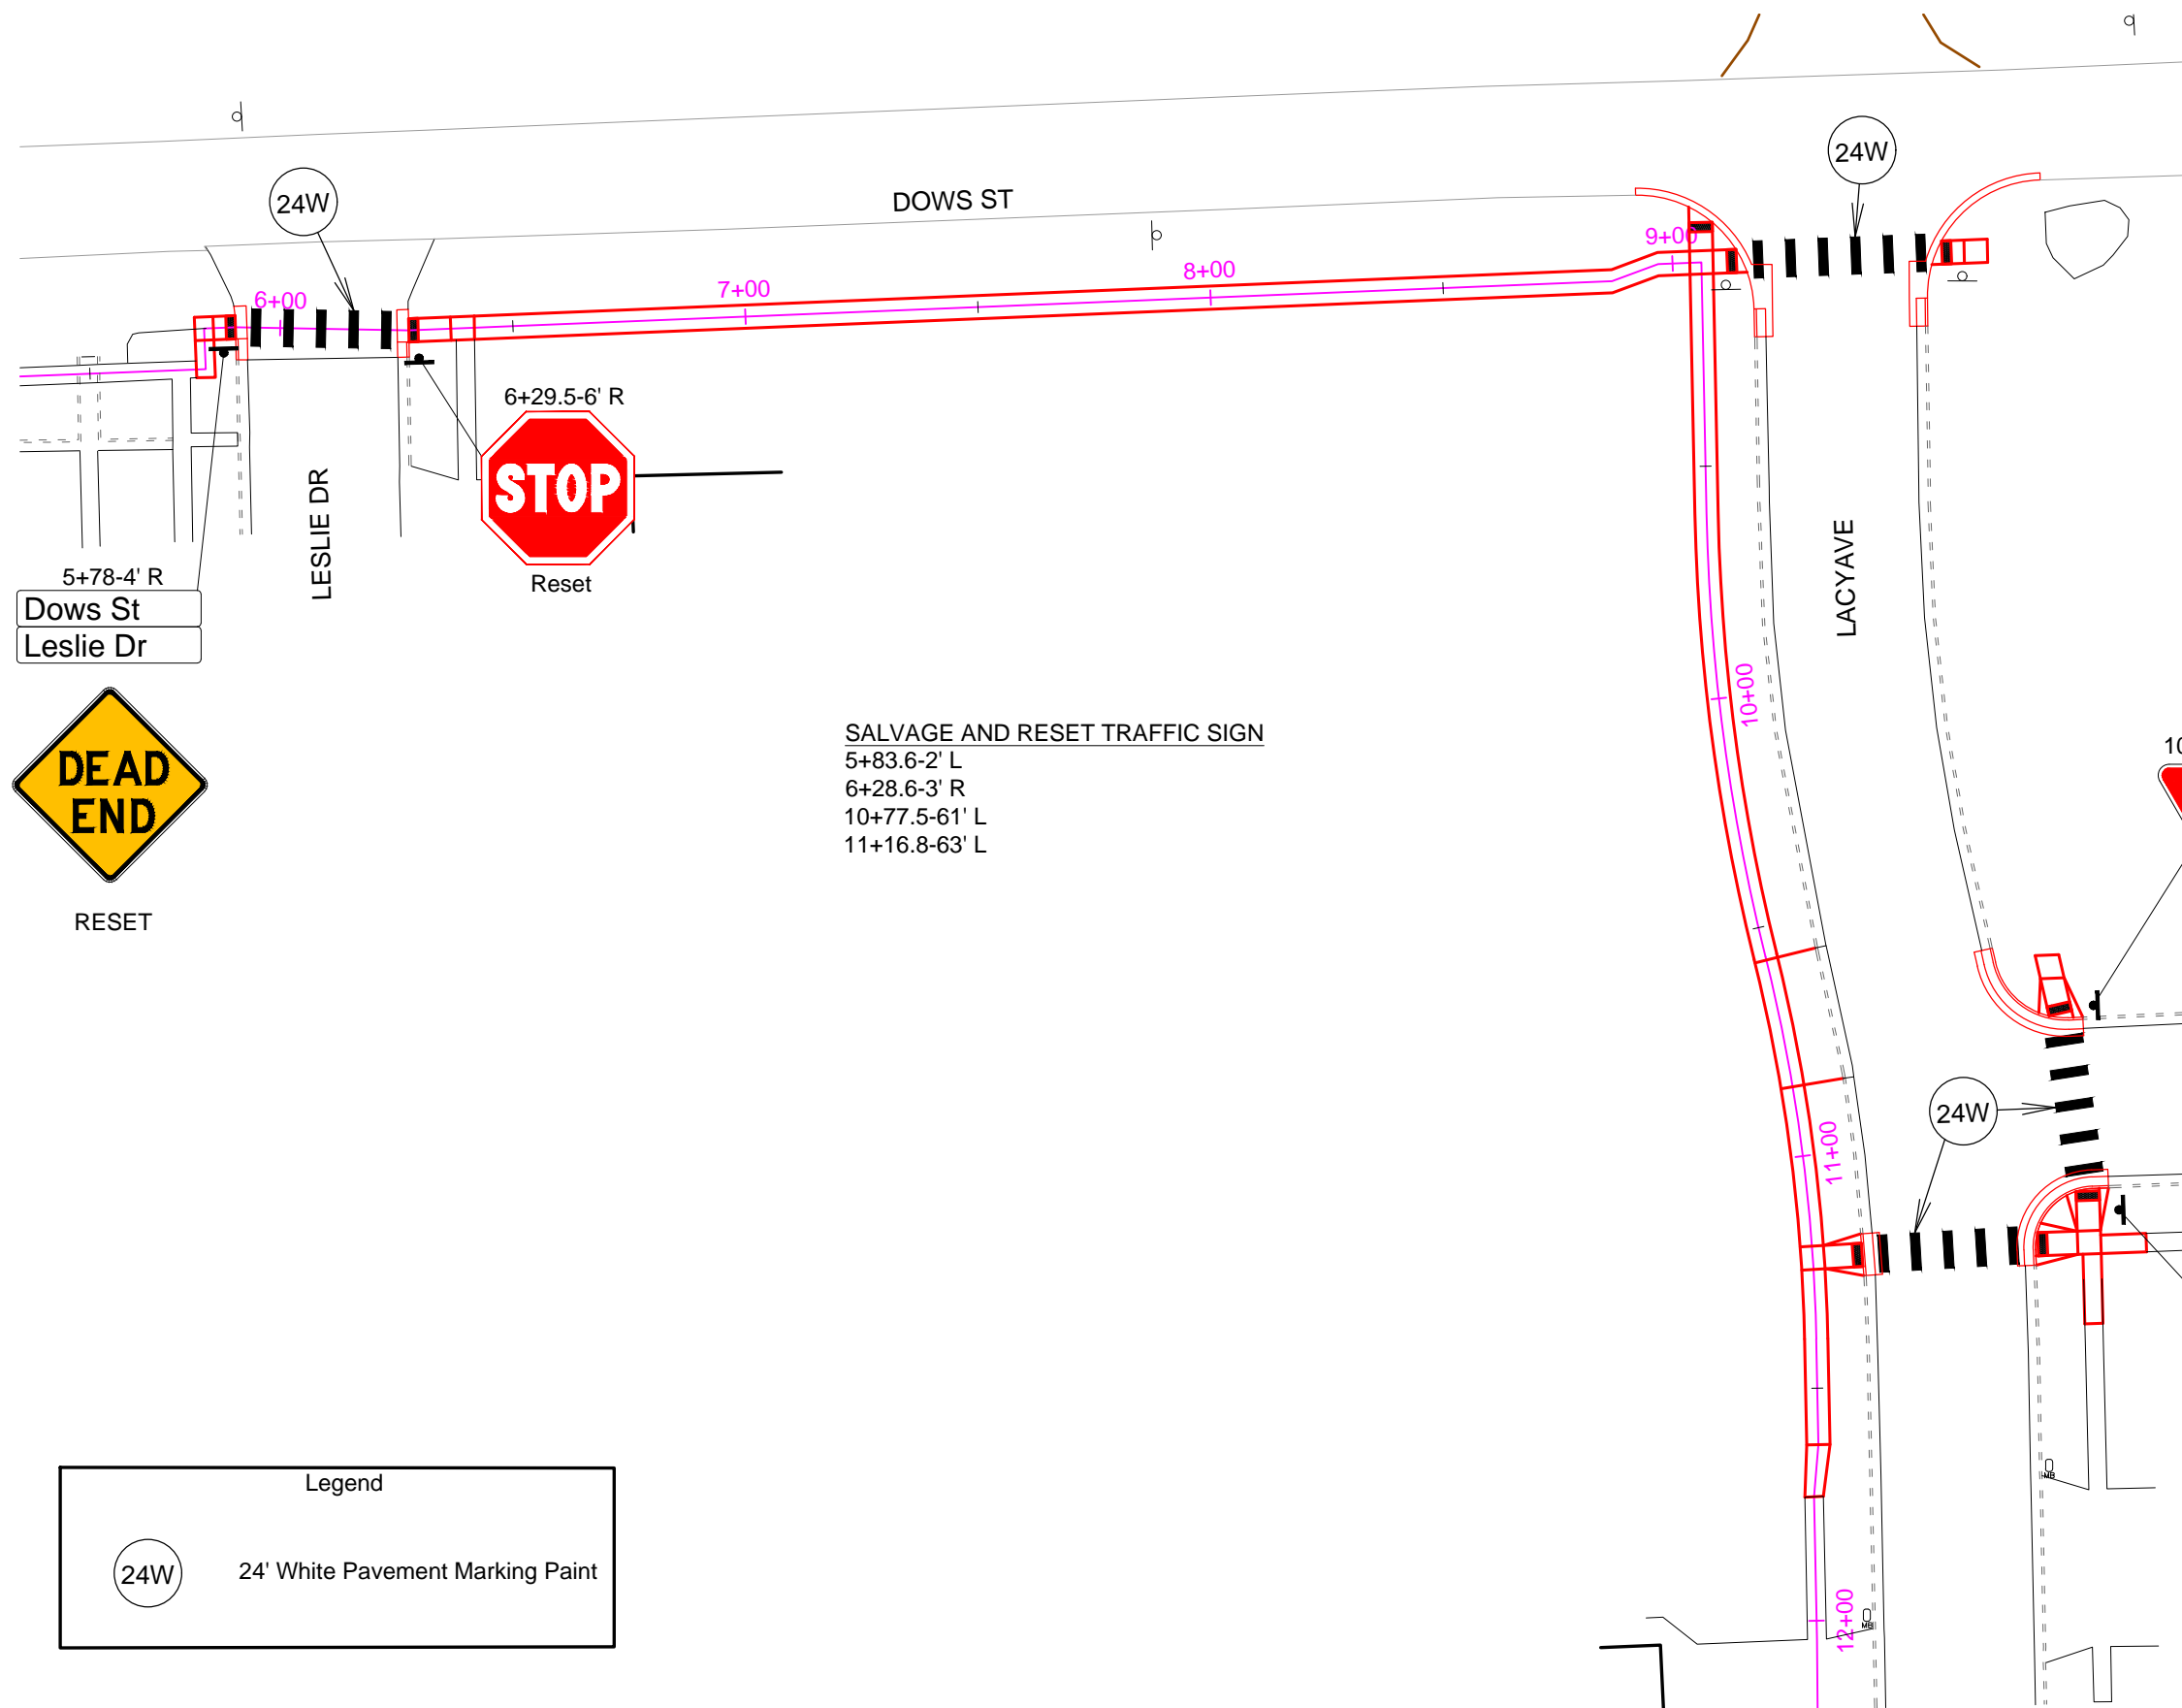 24W
24W
DOWS ST
9+00
8+00
7+00
6+00
6+29.5-6' R
STOP
Reset
LESLIE DR
LACYAVE
5+78-4' R
Dows St
Leslie Dr
DEAD
END
RESET
10+00
SALVAGE AND RESET TRAFFIC SIGN
5+83.6-2' L
6+28.6-3' R
10+77.5-61' L
11+16.8-63' L
24W
11+00
Legend
24W 24' White Pavement Marking Paint
MB
MB
12+00